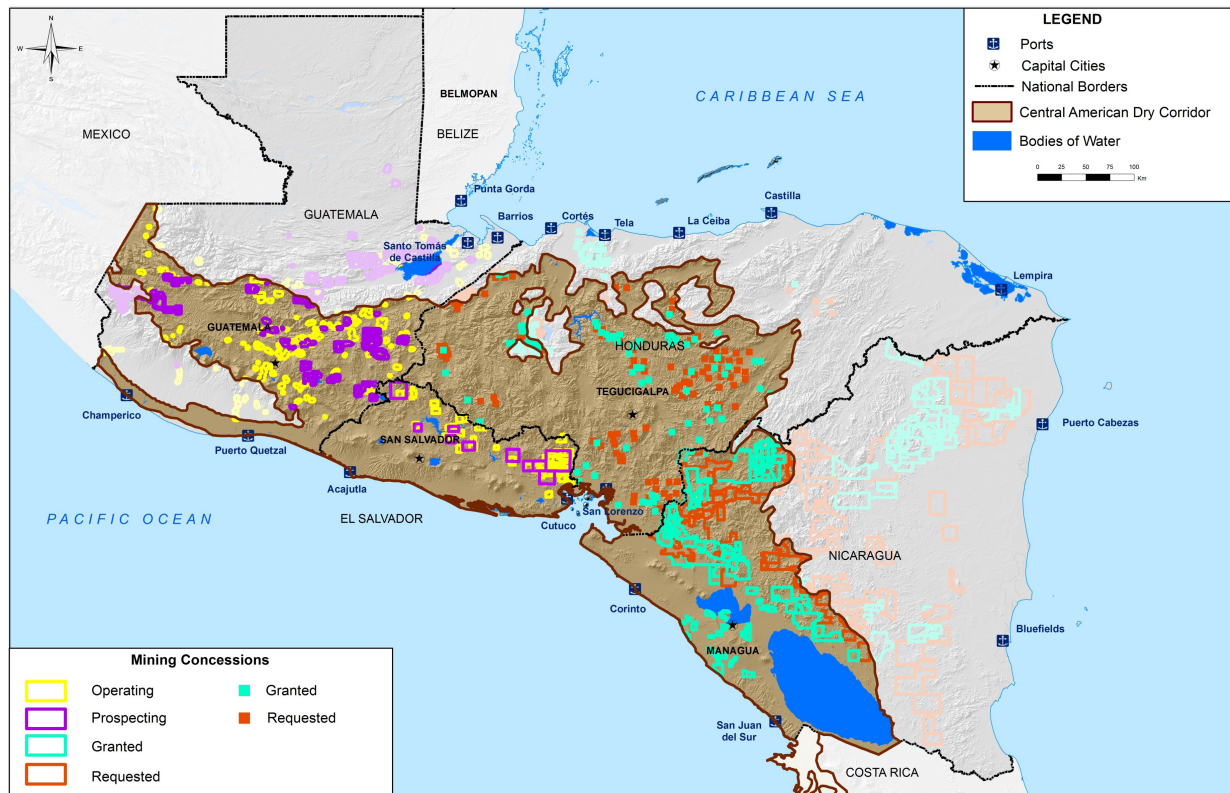 N
W
E
S
LEGEND
Ports
Capital Cities
National Borders
Central American Dry Corridor
Bodies of Water
0 25 50 75 100
Km
BELMOPAN
CARIBBEAN SEA
MEXICO
BELIZE
Punta Gorda
GUATEMALA
Barrios
Cortés
Tela
La Ceiba
Castilla
Santo Tomás
de Castilla
Lempira
GUATEMALA
HONDURAS
TEGUCIGALPA
Champerico
Puerto Quetzal
SAN SALVADOR
Puerto Cabezas
Acajutla
San Lorenzo
Cutuco
PACIFIC OCEAN
EL SALVADOR
NICARAGUA
Corinto
MANAGUA
Bluefields
San Juan
del Sur
COSTA RICA
Mining Concessions
Operating
Prospecting
Granted
Requested
Granted
Requested